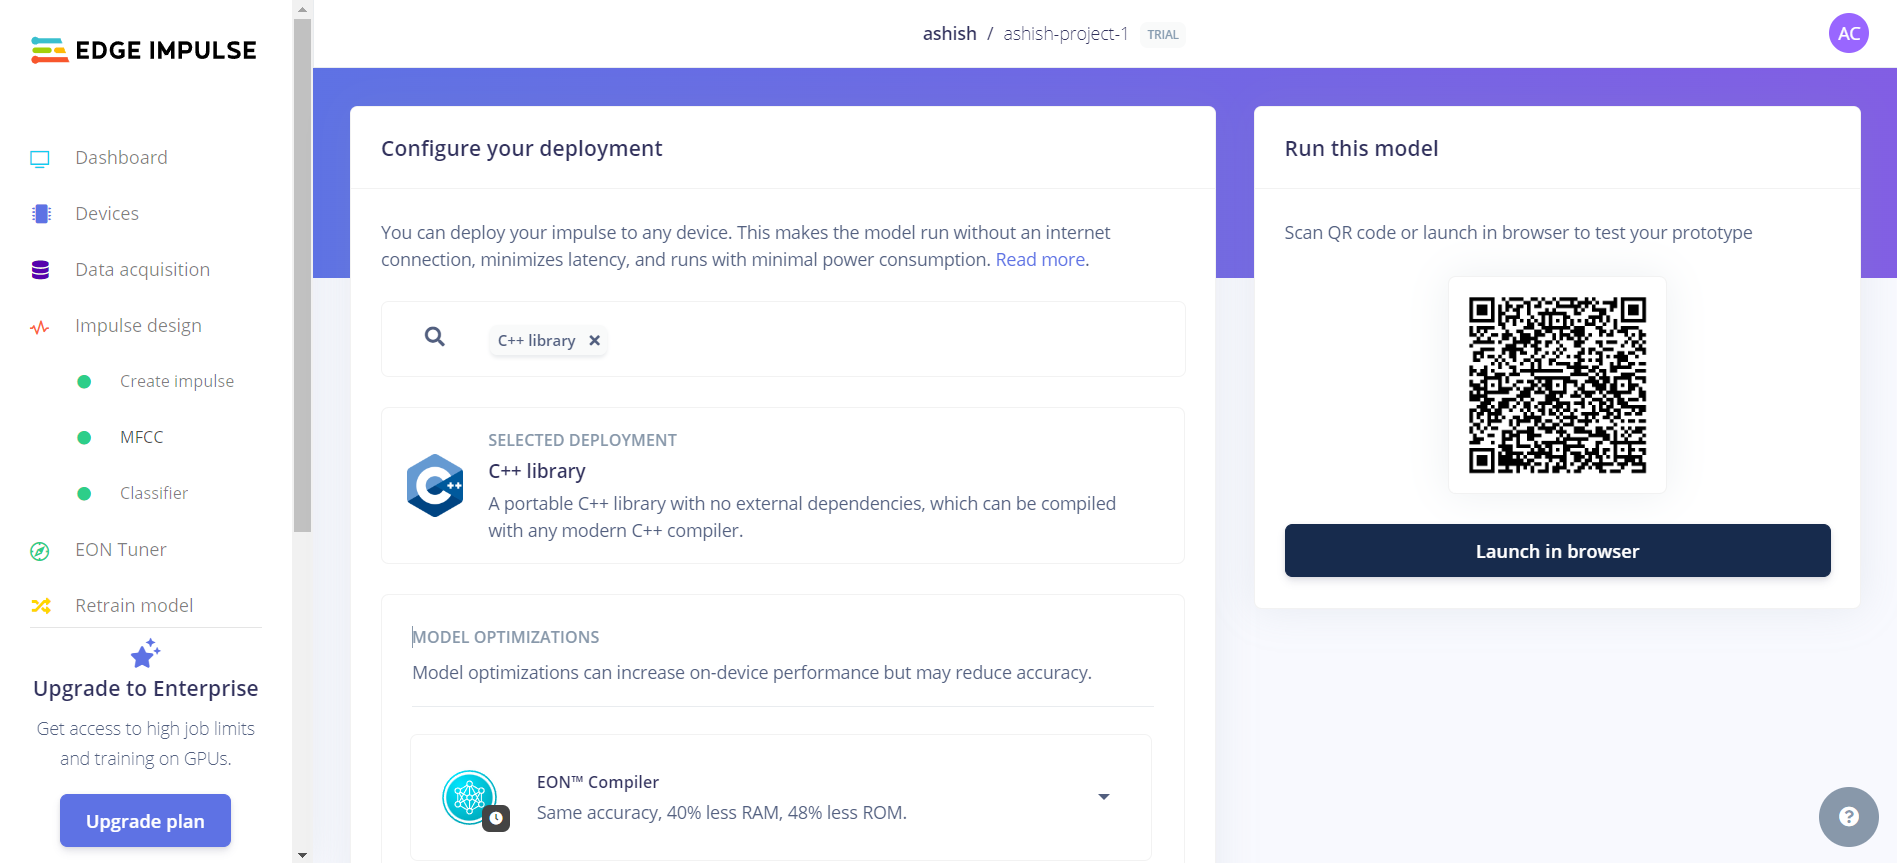 EDGE IMPULSE
Dashboard
Devices
Data acquisition
Impulse design
Create impulse
MFCC
Classifier
EON Tuner
Retrain model
Upgrade to Enterprise
Get access to high job limits
and training on GPUs.
Upgrade plan
ashish / ashish-project-1 TRIAL
AC
Configure your deployment
You can deploy your impulse to any device. This makes the model run without an internet
connection, minimizes latency, and runs with minimal power consumption. Read more.
C++ library ×
SELECTED DEPLOYMENT
C++ library
A portable C++ library with no external dependencies, which can be compiled
with any modern C++ compiler.
C++
MODEL OPTIMIZATIONS
Model optimizations can increase on-device performance but may reduce accuracy.
EON™ Compiler
Same accuracy, 40% less RAM, 48% less ROM.
Run this model
Scan QR code or launch in browser to test your prototype
Launch in browser
?